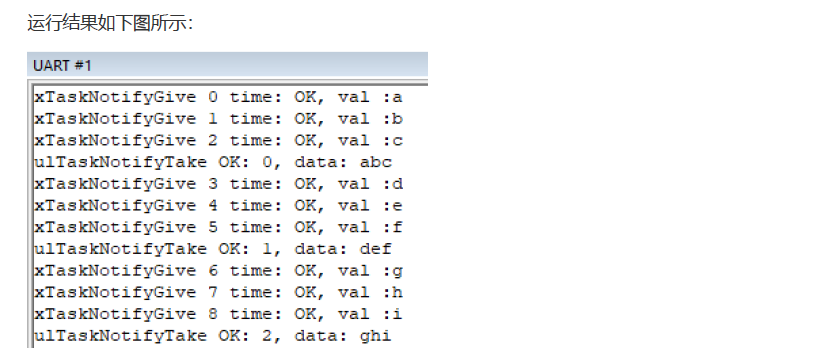 运行结果如下图所示：
UART #1
xTaskNotifyGive 0 time: OK, val :a
xTaskNotifyGive 1 time: OK, val :b
xTaskNotifyGive 2 time: OK, val :c
ulTaskNotifyTake OK: 0, data: abc
xTaskNotifyGive 3 time: OK, val :d
xTaskNotifyGive 4 time: OK, val :e
xTaskNotifyGive 5 time: OK, val :f
ulTaskNotifyTake OK: 1, data: def
xTaskNotifyGive 6 time: OK, val :g
xTaskNotifyGive 7 time: OK, val :h
xTaskNotifyGive 8 time: OK, val :i
ulTaskNotifyTake OK: 2, data: ghi